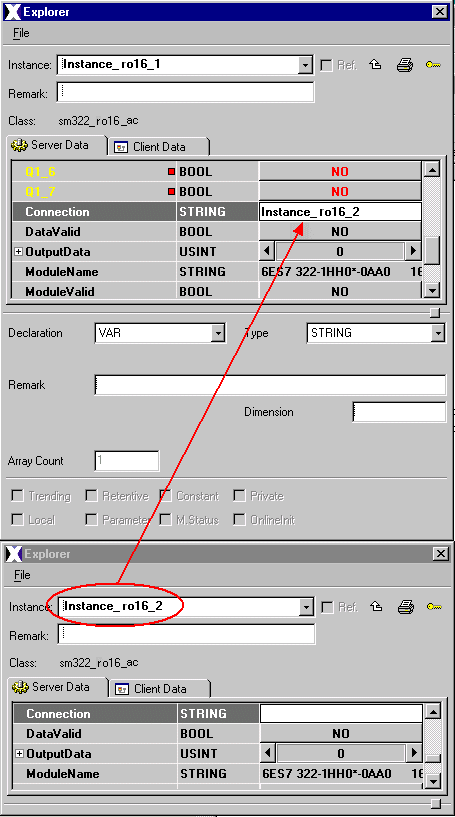 Explorer
File
Instance: Instance_ro16_1 Ref.
Remark:
Class: sm322_ro16_ac
Server Data Client Data
Q1_6 BOOL NO
Q1_7 BOOL NO
Connection STRING Instance_ro16_2
DataValid BOOL NO
OutputData USINT 0
ModuleName STRING 6ES7 322-1HH0*-0AA0 16
ModuleValid BOOL NO
Declaration VAR Type STRING
Remark
Dimension
Array Count 1
Trending Retentive Constant Private
Local Parameter M.Status OnlineInit
Explorer
File
Instance: Instance_ro16_2 Ref.
Remark:
Class: sm322_ro16_ac
Server Data Client Data
Connection STRING
DataValid BOOL NO
OutputData USINT 0
ModuleName STRING 6ES7 322-1HH0*-0AA0 16